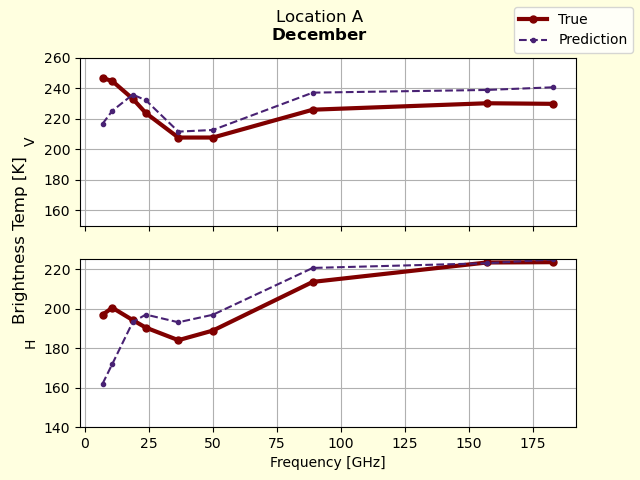 Location A
December
True
Prediction
260
240
220
200
180
160
V
Brightness Temp [K]
220
200
180
160
140
H
0 25 50 75 100 125 150 175
Frequency [GHz]